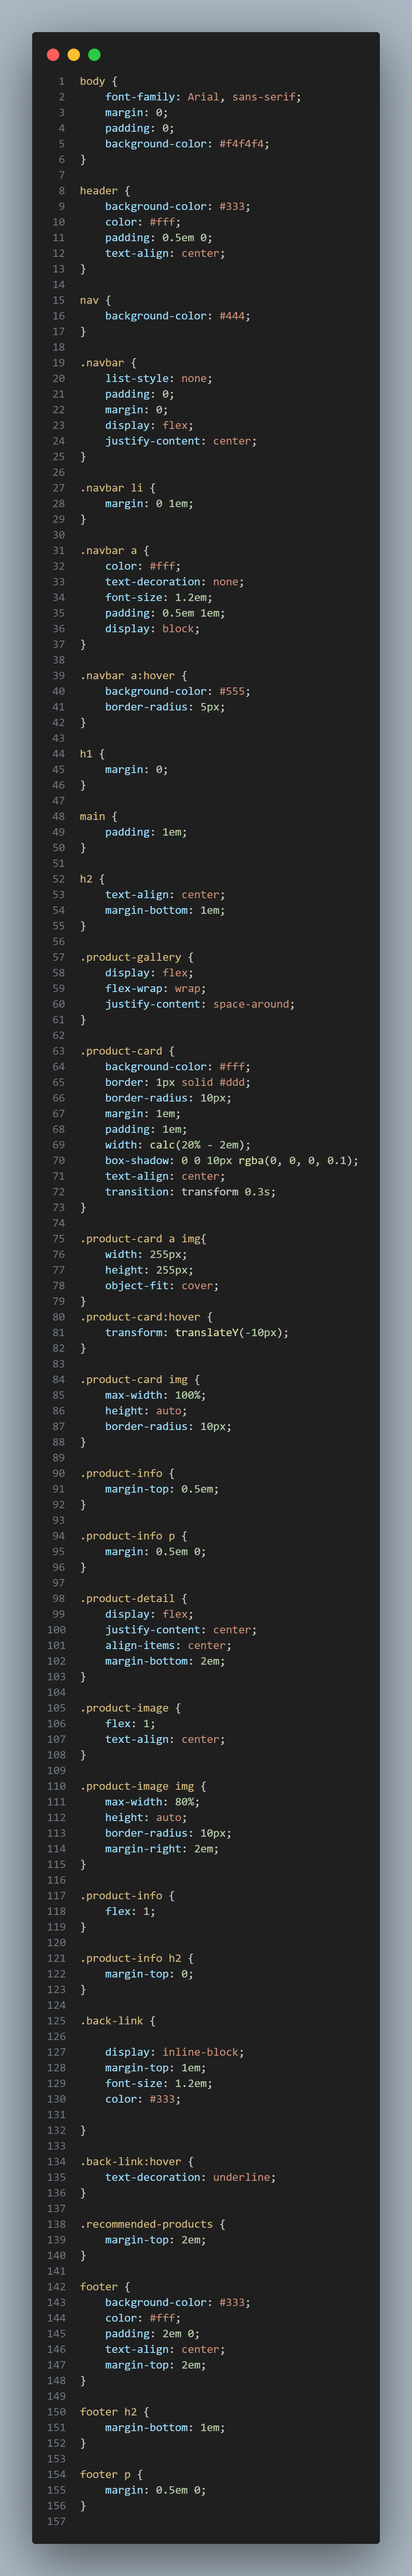 1 body {
2     font-family: Arial, sans-serif;
3     margin: 0;
4     padding: 0;
5     background-color: #f4f4f4;
6 }
7
8 header {
9     background-color: #333;
10     color: #fff;
11     padding: 0.5em 0;
12     text-align: center;
13 }
14
15 nav {
16     background-color: #444;
17 }
18
19 .navbar {
20     list-style: none;
21     padding: 0;
22     margin: 0;
23     display: flex;
24     justify-content: center;
25 }
26
27 .navbar li {
28     margin: 0 1em;
29 }
30
31 .navbar a {
32     color: #fff;
33     text-decoration: none;
34     font-size: 1.2em;
35     padding: 0.5em 1em;
36     display: block;
37 }
38
39 .navbar a:hover {
40     background-color: #555;
41     border-radius: 5px;
42 }
43
44 h1 {
45     margin: 0;
46 }
47
48 main {
49     padding: 1em;
50 }
51
52 h2 {
53     text-align: center;
54     margin-bottom: 1em;
55 }
56
57 .product-gallery {
58     display: flex;
59     flex-wrap: wrap;
60     justify-content: space-around;
61 }
62
63 .product-card {
64     background-color: #fff;
65     border: 1px solid #ddd;
66     border-radius: 10px;
67     margin: 1em;
68     padding: 1em;
69     width: calc(20% - 2em);
70     box-shadow: 0 0 10px rgba(0, 0, 0, 0.1);
71     text-align: center;
72     transition: transform 0.3s;
73 }
74
75 .product-card a img{
76     width: 255px;
77     height: 255px;
78     object-fit: cover;
79 }
80 .product-card:hover {
81     transform: translateY(-10px);
82 }
83
84 .product-card img {
85     max-width: 100%;
86     height: auto;
87     border-radius: 10px;
88 }
89
90 .product-info {
91     margin-top: 0.5em;
92 }
93
94 .product-info p {
95     margin: 0.5em 0;
96 }
97
98 .product-detail {
99     display: flex;
100     justify-content: center;
101     align-items: center;
102     margin-bottom: 2em;
103 }
104
105 .product-image {
106     flex: 1;
107     text-align: center;
108 }
109
110 .product-image img {
111     max-width: 80%;
112     height: auto;
113     border-radius: 10px;
114     margin-right: 2em;
115 }
116
117 .product-info {
118     flex: 1;
119 }
120
121 .product-info h2 {
122     margin-top: 0;
123 }
124
125 .back-link {
126
127     display: inline-block;
128     margin-top: 1em;
129     font-size: 1.2em;
130     color: #333;
131
132 }
133
134 .back-link:hover {
135     text-decoration: underline;
136 }
137
138 .recommended-products {
139     margin-top: 2em;
140 }
141
142 footer {
143     background-color: #333;
144     color: #fff;
145     padding: 2em 0;
146     text-align: center;
147     margin-top: 2em;
148 }
149
150 footer h2 {
151     margin-bottom: 1em;
152 }
153
154 footer p {
155     margin: 0.5em 0;
156 }
157